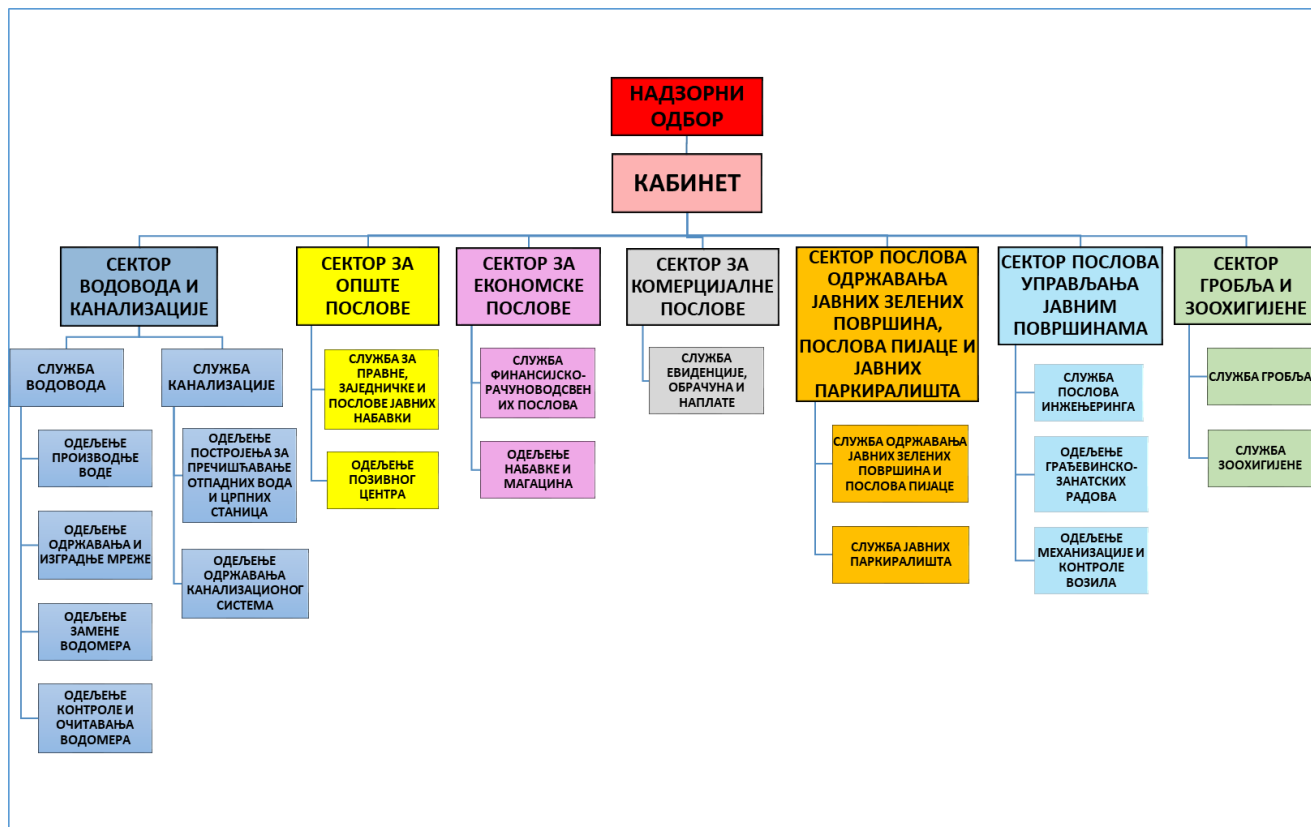 НАДЗОРНИ
ОДБОР
КАБИНЕТ
СЕКТОР
ВОДОВОДА И
КАНАЛИЗАЦИЈЕ
СЛУЖБА
ВОДОВОДА
ОДЕЉЕЊЕ
ПРОИЗВОДЊЕ
ВОДЕ
ОДЕЉЕЊЕ
ОДРЖАВАЊА И
ИЗГРАДЊЕ МРЕЖЕ
ОДЕЉЕЊЕ
ЗАМЕНЕ
ВОДОМЕРА
ОДЕЉЕЊЕ
КОНТРОЛЕ И
ОЧИТАВАЊА
ВОДОМЕРА
СЛУЖБА
КАНАЛИЗАЦИЈЕ
ОДЕЉЕЊЕ
ПОСТРОЈЕЊА ЗА
ПРЕЧИШЋАВАЊЕ
ОТПАДНИХ ВОДА
И ЦРПНИХ
СТАНИЦА
ОДЕЉЕЊЕ
ОДРЖАВАЊА
КАНАЛИЗАЦИОНОГ
СИСТЕМА
СЕКТОР ЗА
ОПШТЕ
ПОСЛОВЕ
СЛУЖБА ЗА
ПРАВНЕ,
ЗАЈЕДНИЧКЕ И
ПОСЛОВЕ ЈАВНИХ
НАБАВКИ
ОДЕЉЕЊЕ
ПОЗИВНОГ
ЦЕНТРА
СЕКТОР ЗА
ЕКОНОМСКЕ
ПОСЛОВЕ
СЛУЖБА
ФИНАНСИЈСКО-
РАЧУНОВОДСВЕН
ИХ ПОСЛОВА
ОДЕЉЕЊЕ
НАБАВКЕ И
МАГАЦИНА
СЕКТОР ЗА
КОМЕРЦИЈАЛНЕ
ПОСЛОВЕ
СЛУЖБА
ЕВИДЕНЦИЈЕ,
ОБРАЧУНА И
НАПЛАТЕ
СЕКТОР ПОСЛОВА
ОДРЖАВАЊА
ЈАВНИХ ЗЕЛЕНИХ
ПОВРШИНА,
ПОСЛОВА ПИЈАЦЕ И
ЈАВНИХ
ПАРКИРАЛИШТА
СЛУЖБА ОДРЖАВАЊА
ЈАВНИХ ЗЕЛЕНИХ
ПОВРШИНА И
ПОСЛОВА ПИЈАЦЕ
СЛУЖБА ЈАВНИХ
ПАРКИРАЛИШТА
СЕКТОР ПОСЛОВА
УПРАВЉАЊА
ЈАВНИМ
ПОВРШИНАМА
СЛУЖБА
ПОСЛОВА
ИНЖЕЊЕРИНГА
ОДЕЉЕЊЕ
ГРАЂЕВИНСКО-
ЗАНАТСКИХ
РАДОВА
ОДЕЉЕЊЕ
МЕХАНИЗАЦИЈЕ И
КОНТРОЛЕ
ВОЗИЛА
СЕКТОР
ГРОБЉА И
ЗООХИГИЈЕНЕ
СЛУЖБА ГРОБЉА
СЛУЖБА
ЗООХИГИЈЕНЕ